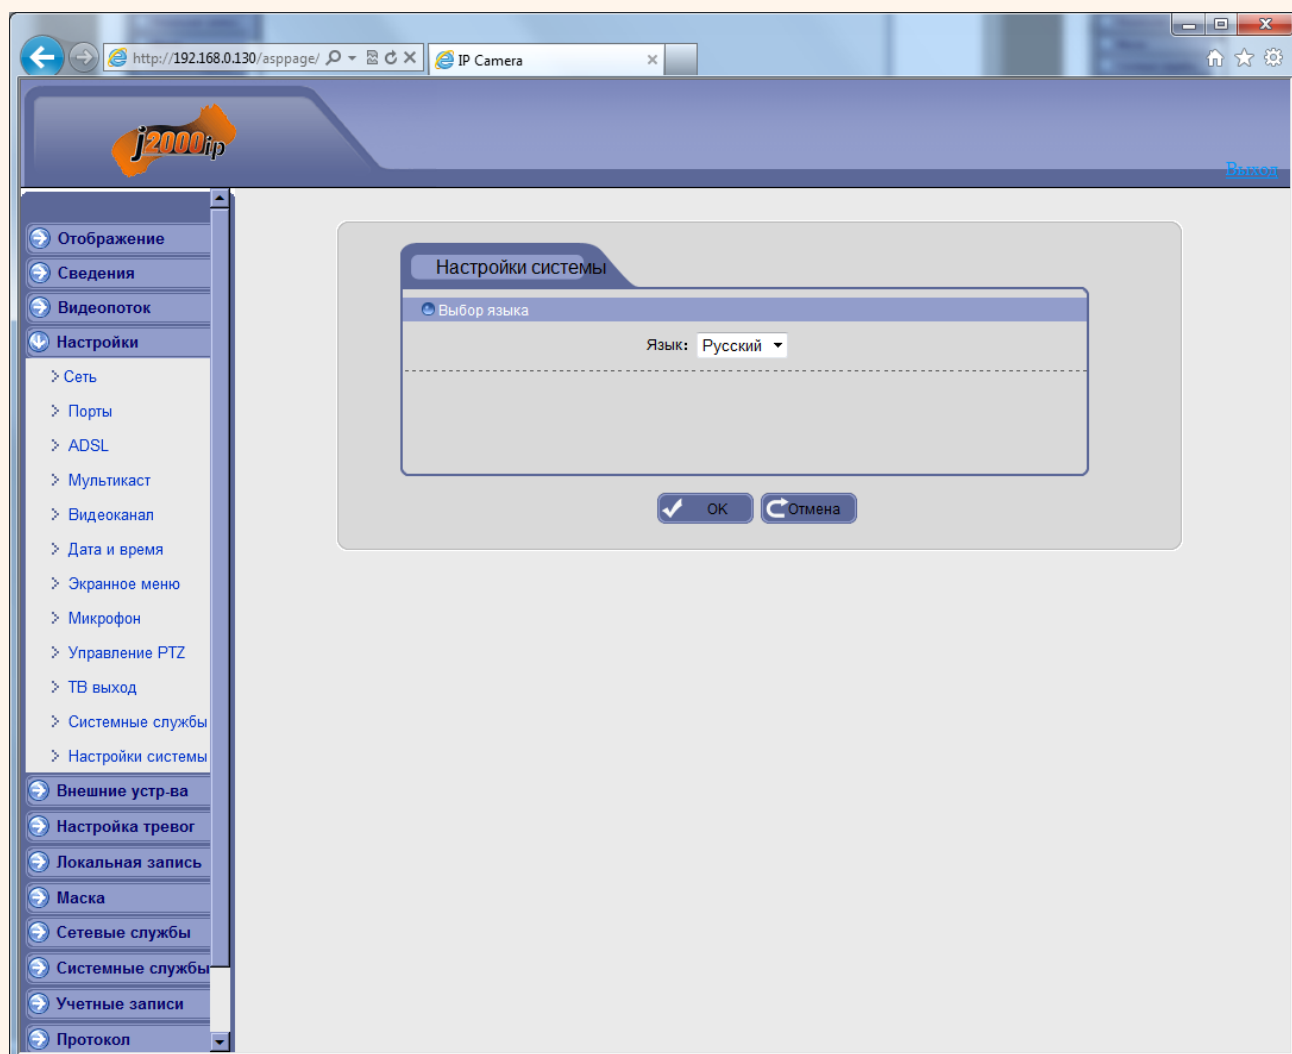 http://192.168.0.130/asppage/
IP Camera
j2000ip
Выход
Отображение
Сведения
Видеопоток
Настройки
Сеть
Порты
ADSL
Мультикаст
Видеоканал
Дата и время
Экранное меню
Микрофон
Управление PTZ
ТВ выход
Системные службы
Настройки системы
Внешние устр-ва
Настройка тревог
Локальная запись
Маска
Сетевые службы
Системные службы
Учетные записи
Протокол
Настройки системы
Выбор языка
Язык: Русский
OK
Отмена